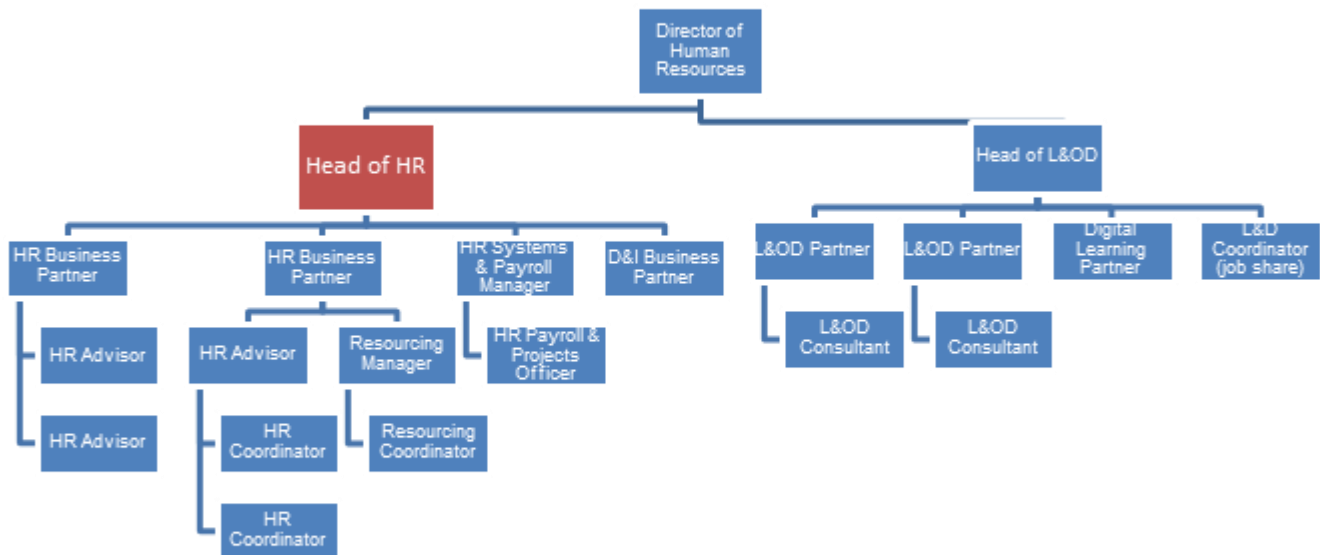 Director of
Human
Resources
Head of HR
Head of L&OD
HR Business
Partner
HR Business
Partner
HR Systems
& Payroll
Manager
D&I Business
Partner
L&OD Partner
L&OD Partner
Digital
Learning
Partner
L&D
Coordinator
(job share)
HR Advisor
HR Advisor
Resourcing
Manager
HR Payroll &
Projects
Officer
L&OD
Consultant
L&OD
Consultant
HR Advisor
HR
Coordinator
Resourcing
Coordinator
HR
Coordinator